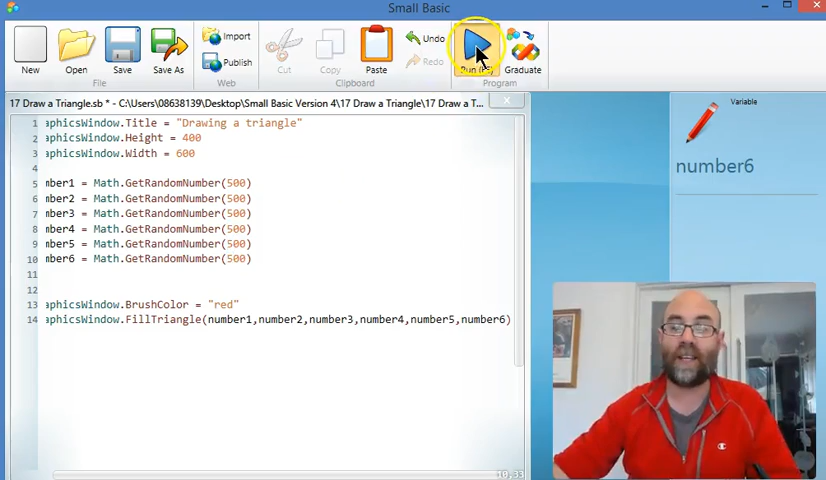 Small Basic
New
Open
Save
Save As
Import
Publish
Cut
Copy
Paste
Undo
Redo
Run (F5)
Graduate
File
Web
Clipboard
Program
17 Draw a Triangle.sb * - C:\Users\08638139\Desktop\Small Basic Version 4\17 Draw a Triangle\17 Draw a T...
1 aphicsWindow.Title = "Drawing a triangle"
2 aphicsWindow.Height = 400
3 aphicsWindow.Width = 600
4
5 mber1 = Math.GetRandomNumber(500)
6 mber2 = Math.GetRandomNumber(500)
7 mber3 = Math.GetRandomNumber(500)
8 mber4 = Math.GetRandomNumber(500)
9 mber5 = Math.GetRandomNumber(500)
10 mber6 = Math.GetRandomNumber(500)
11
12
13 aphicsWindow.BrushColor = "red"
14 aphicsWindow.FillTriangle(number1,number2,number3,number4,number5,number6)
10,33
Variable
number6